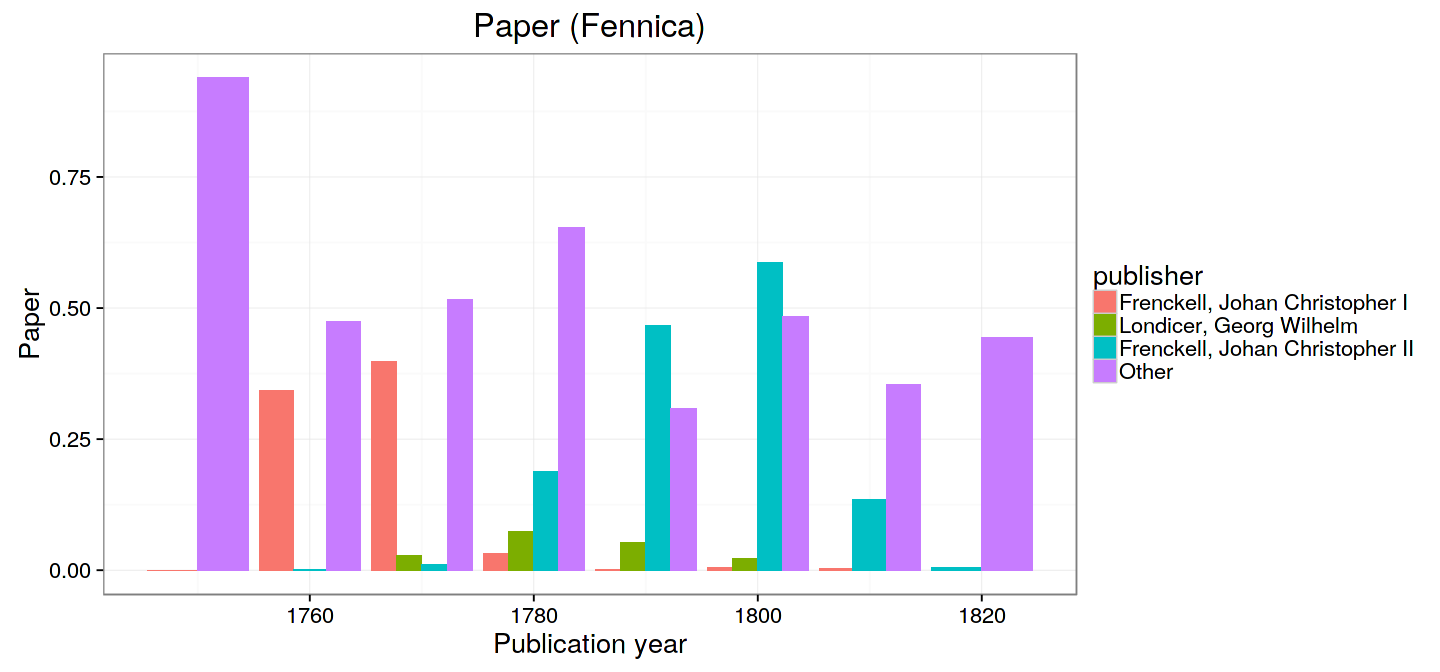 Paper (Fennica)
Paper
0.75
0.50
0.25
0.00
1760
1780
1800
1820
Publication year
publisher
Frenckell, Johan Christopher I
Londicer, Georg Wilhelm
Frenckell, Johan Christopher II
Other